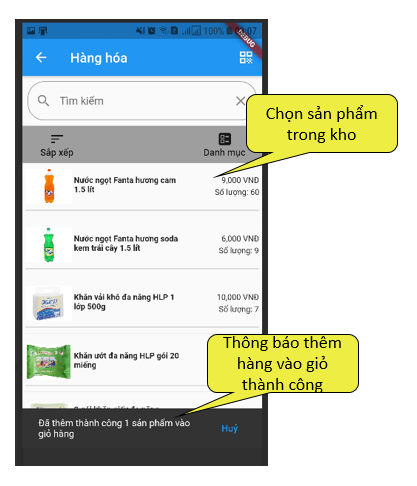 100%
:07
DEBUG
Hàng hóa
Tìm kiếm
Chọn sản phẩm
trong kho
Sắp xếp
Danh mục
Nước ngọt Fanta hương cam
1.5 lít
9,000 VNĐ
Số lượng: 60
Nước ngọt Fanta hương soda
kem trái cây 1.5 lít
6,000 VNĐ
Số lượng: 9
Khăn vải khô đa năng HLP 1
lớp 500g
10,000 VNĐ
Số lượng: 7
Khăn ướt đa năng HLP gói 20
miếng
Thông báo thêm
hàng vào giỏ
thành công
Đã thêm thành công 1 sản phẩm vào
giỏ hàng
Huỷ